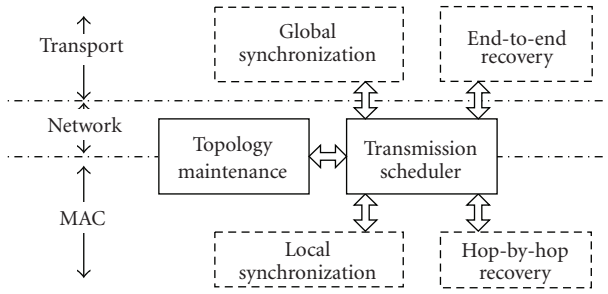 Transport
Global
synchronization
End-to-end
recovery
Network
Topology
maintenance
Transmission
scheduler
MAC
Local
synchronization
Hop-by-hop
recovery